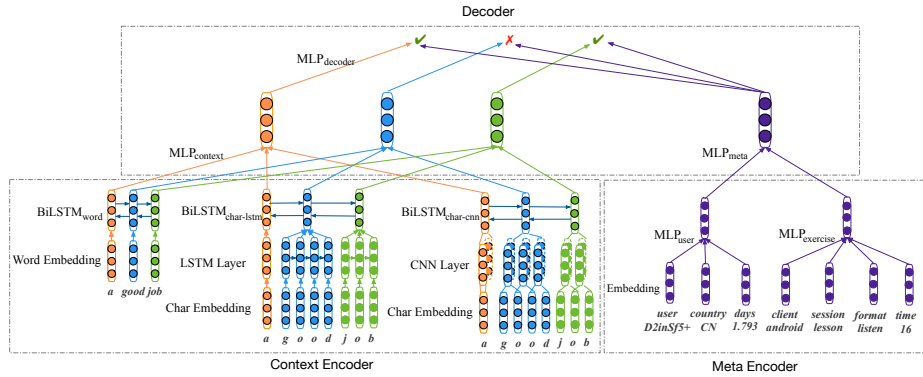 Decoder
✔ ✗ ✔
MLPdecoder
MLPcontext
MLPmeta
BiLSTMword
BiLSTMchar-lstm
BiLSTMchar-cnn
MLPuser
MLPexercise
Word Embedding
LSTM Layer
CNN Layer
Char Embedding
Char Embedding
Embedding
a good job
a g o o d j o b
a g o o d j o b
user country days client session format time
D2inSf5+ CN 1.793 android lesson listen 16
Context Encoder
Meta Encoder